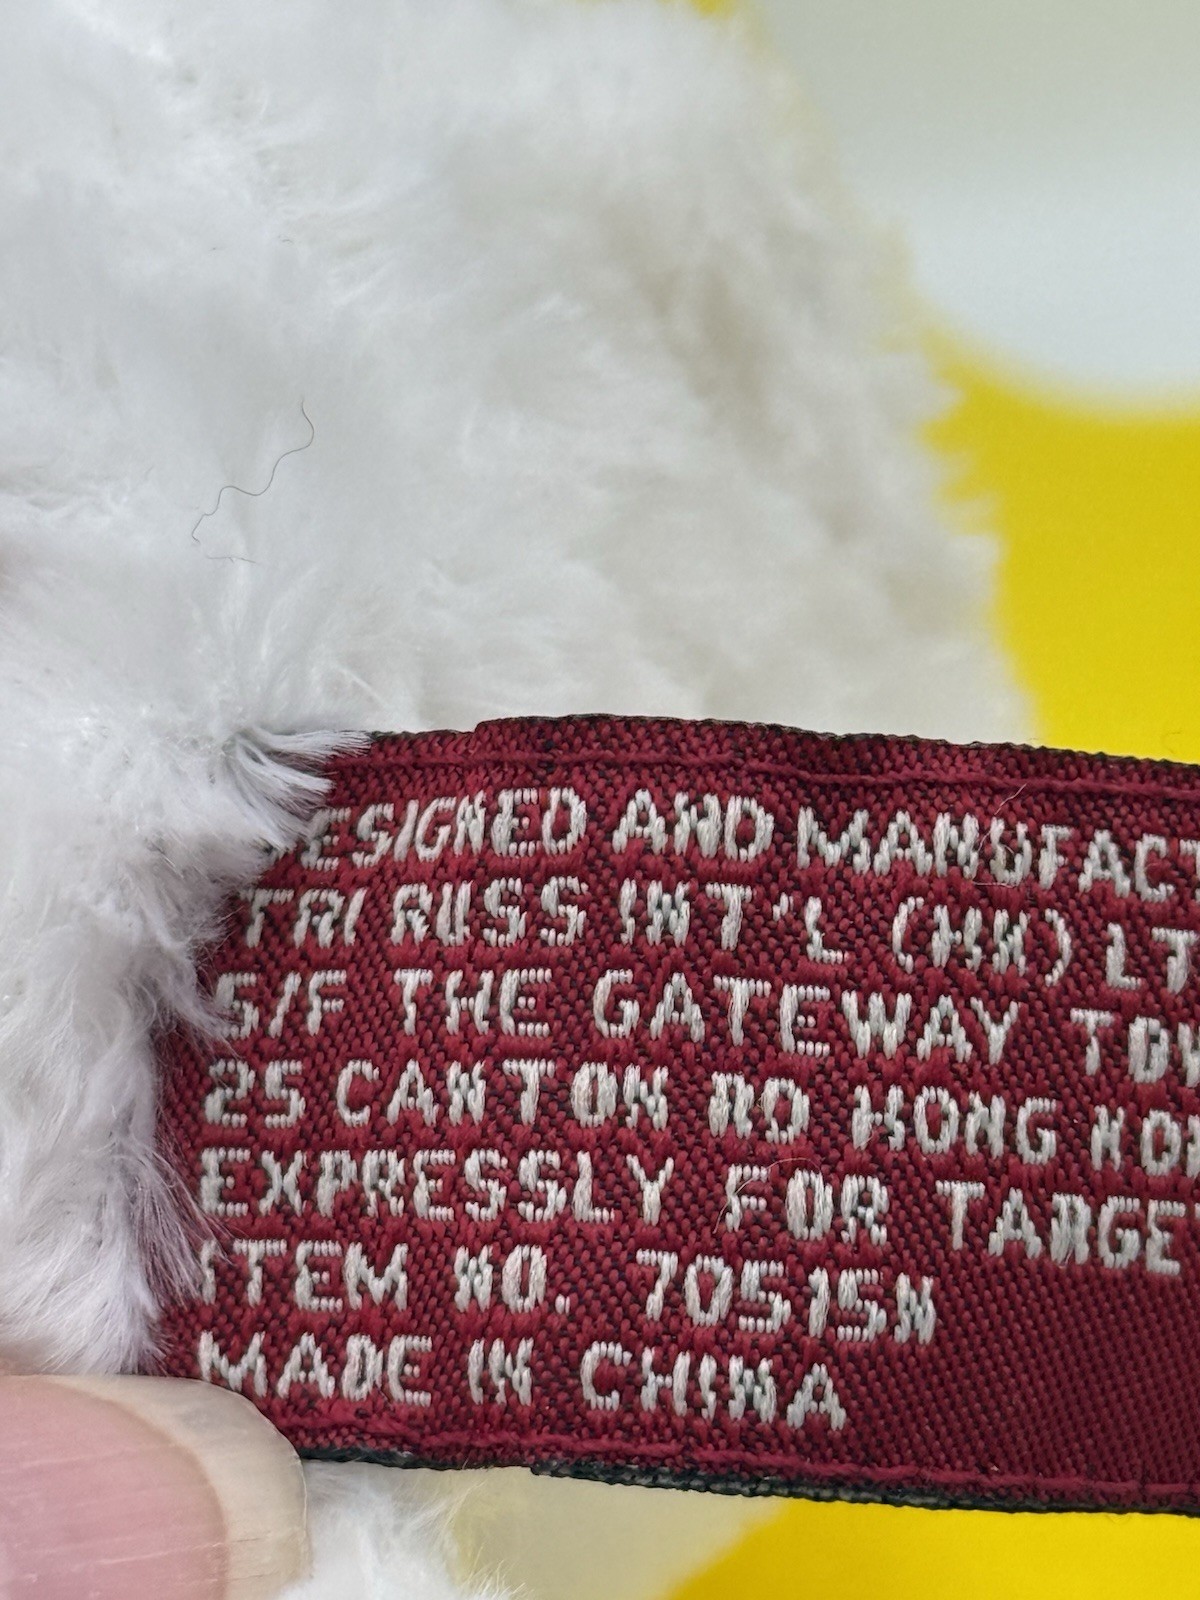 ESIGNED AND MANUFACT
TRI RUSS INT'L (HK) LT
5/F THE GATEWAY TOW
25 CANTON RD HONG KO
EXPRESSLY FOR TARGE
ITEM NO. 70515N
MADE IN CHINA